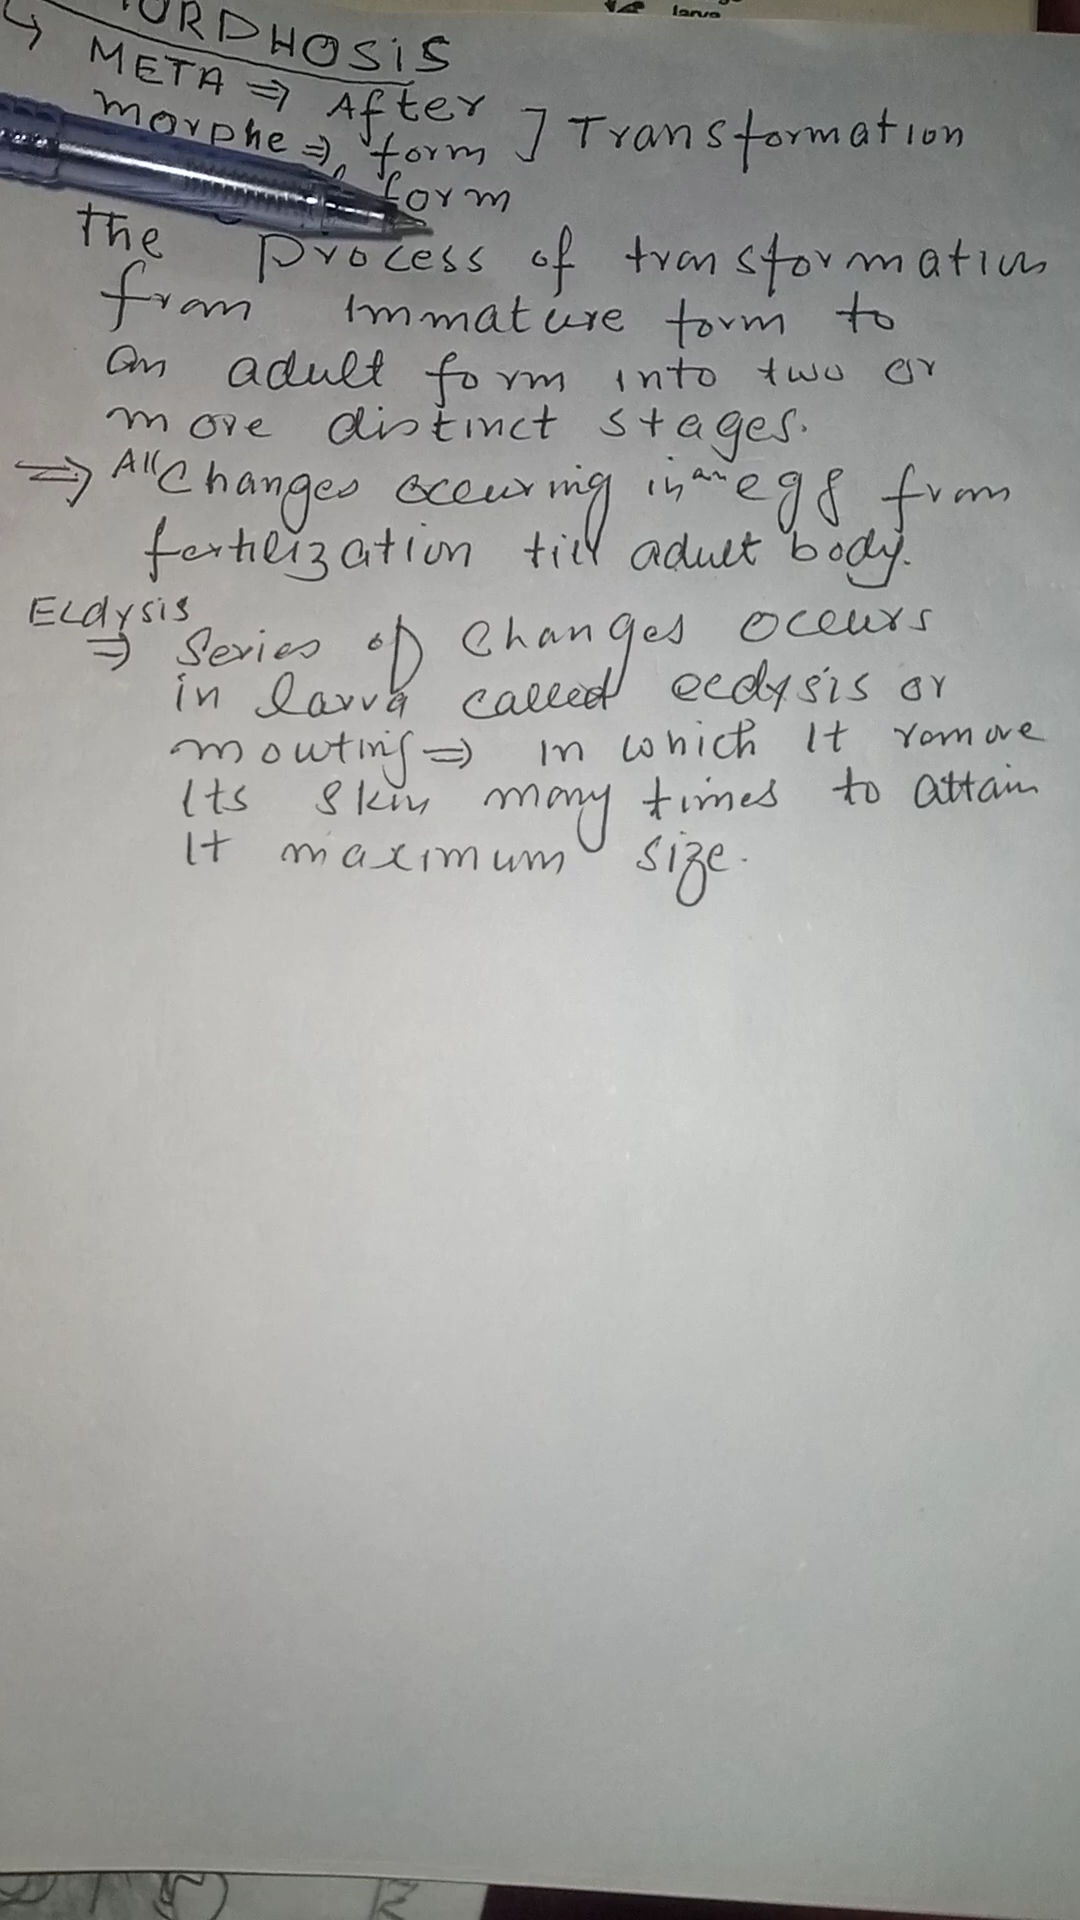 larva
ORPHOSiS
META ⇒ After
morphe ⇒ form ] Transformation
form
The process of transformation
from immature form to
an adult form into two or
more distinct stages.
⇒ All Changes occuring in an egg from
fertilization till adult body.
Ecdysis
⇒ Series of Changes occurs
in larva called ecdysis or
moulting ⇒ in which It remove
Its skin many times to attain
It maximum size.